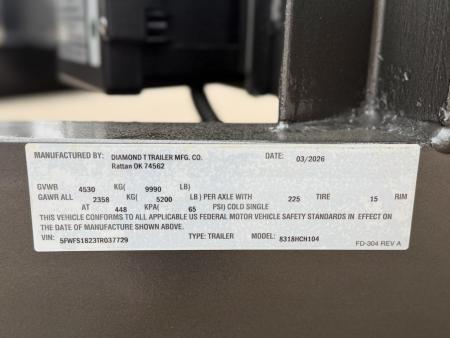 MANUFACTURED BY: DIAMOND T TRAILER MFG. CO. DATE: 03/2026
Rattan OK 74562
GVWR 4530 KG( 9990 LB)
GAWR ALL 2358 KG( 5200 LB) PER AXLE WITH 225 TIRE 15 RIM
AT 448 KPA( 65 PSI) COLD SINGLE
THIS VEHICLE CONFORMS TO ALL APPLICABLE US FEDERAL MOTOR VEHICLE SAFETY STANDARDS IN EFFECT ON
THE DATE OF MANUFACTURE SHOWN ABOVE.
VIN: 5FWFS1823TR037729 TYPE: TRAILER MODEL: 8318HCH104
FD-304 REV A